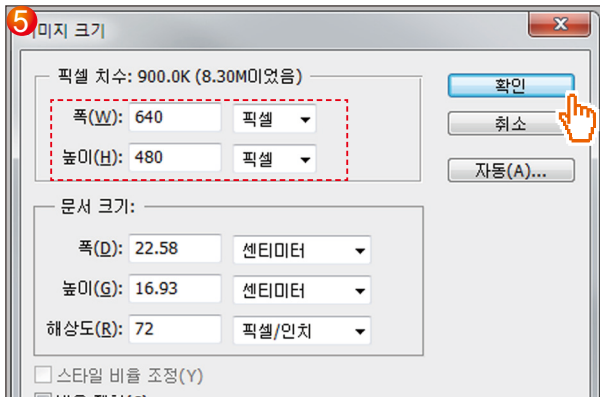 5
이미지 크기
픽셀 치수: 900.0K (8.30M이었음)
폭(W): 640 픽셀
높이(H): 480 픽셀
확인
취소
자동(A)...
문서 크기:
폭(D): 22.58 센티미터
높이(G): 16.93 센티미터
해상도(R): 72 픽셀/인치
스타일 비율 조정(Y)